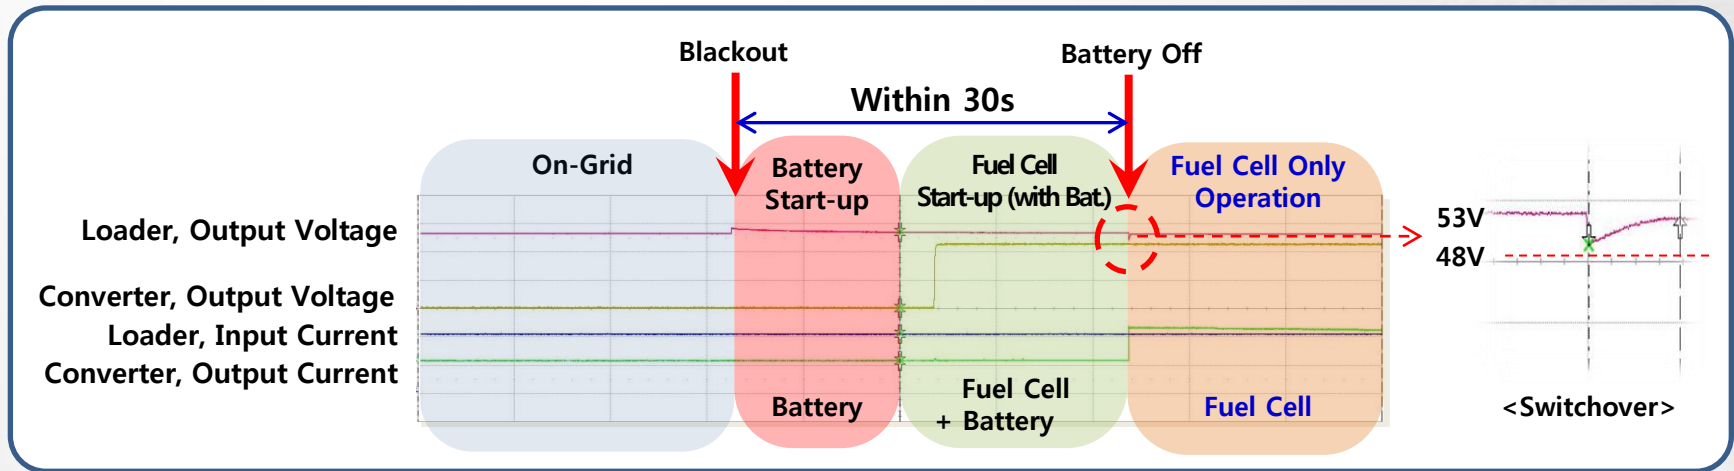 Blackout
Battery Off
Within 30s
On-Grid
Battery
Start-up
Fuel Cell
Start-up (with Bat.)
Fuel Cell Only
Operation
Loader, Output Voltage
Converter, Output Voltage
Loader, Input Current
Converter, Output Current
Battery
Fuel Cell
+ Battery
Fuel Cell
53V
48V
<Switchover>